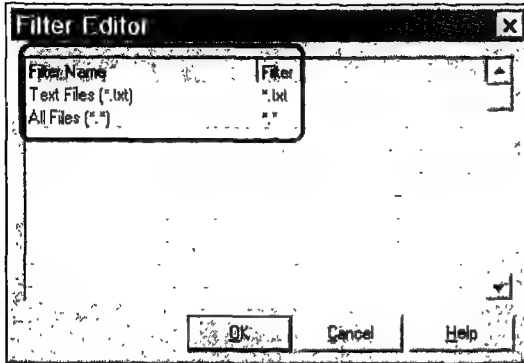 Filter Editor
Filter Name Filter
Text Files (*.txt) *.txt
All Files (*.*) *.*
OK Cancel Help